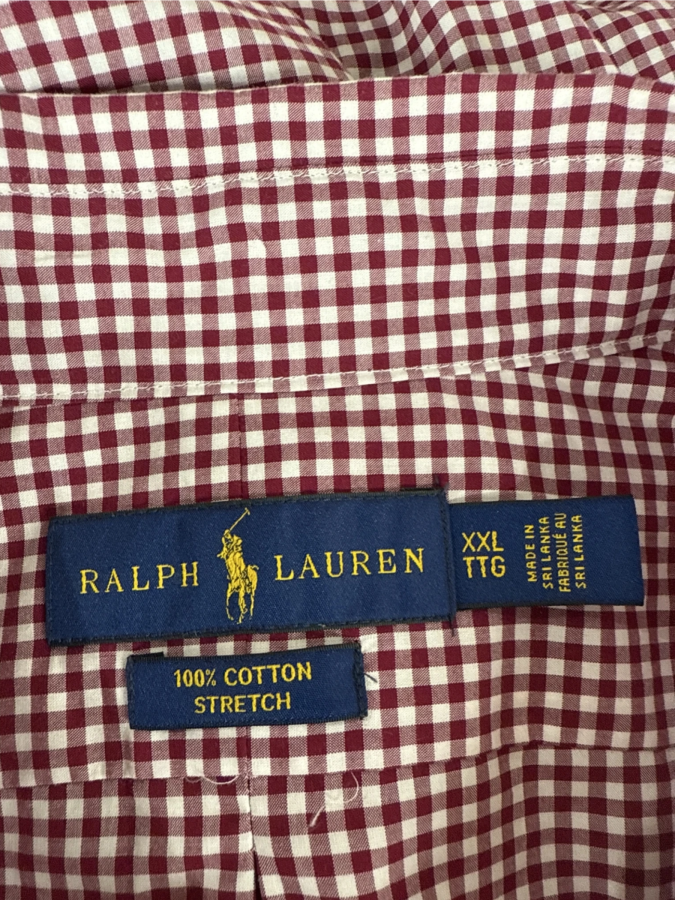 RALPH LAUREN
XXL
TTG
MADE IN
SRI LANKA
FABRIQUÉ AU
SRI LANKA
100% COTTON
STRETCH